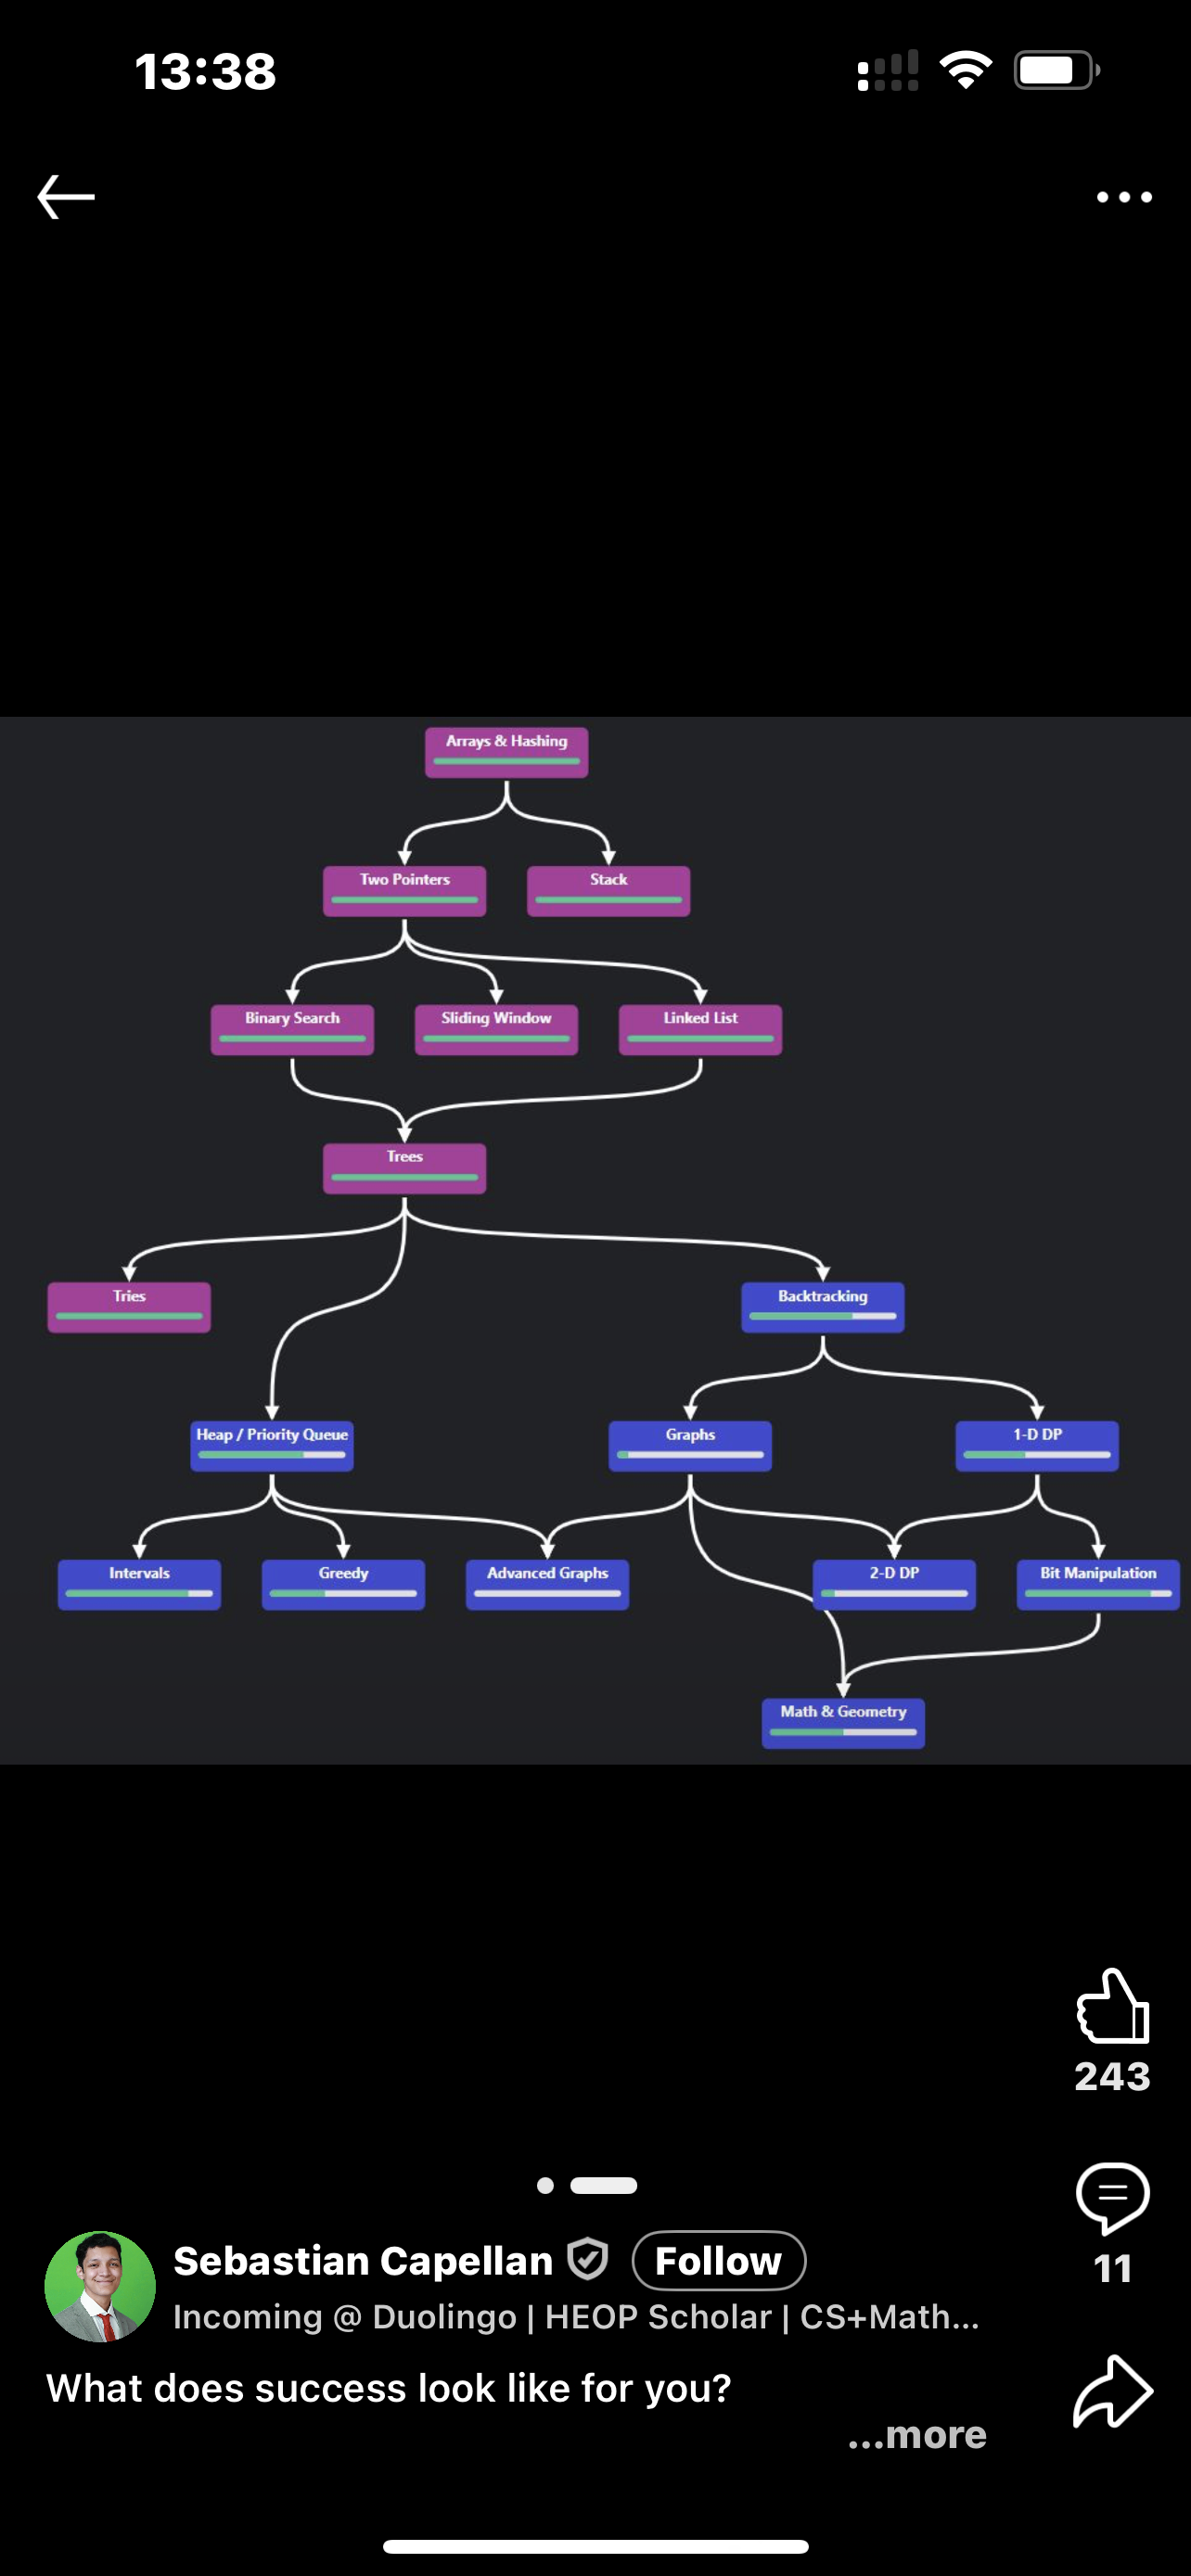 13:38
Arrays & Hashing
Two Pointers
Stack
Binary Search
Sliding Window
Linked List
Trees
Tries
Backtracking
Heap / Priority Queue
Graphs
1-D DP
Intervals
Greedy
Advanced Graphs
2-D DP
Bit Manipulation
Math & Geometry
243
11
Sebastian Capellan
Follow
Incoming @ Duolingo | HEOP Scholar | CS+Math...
What does success look like for you?
...more